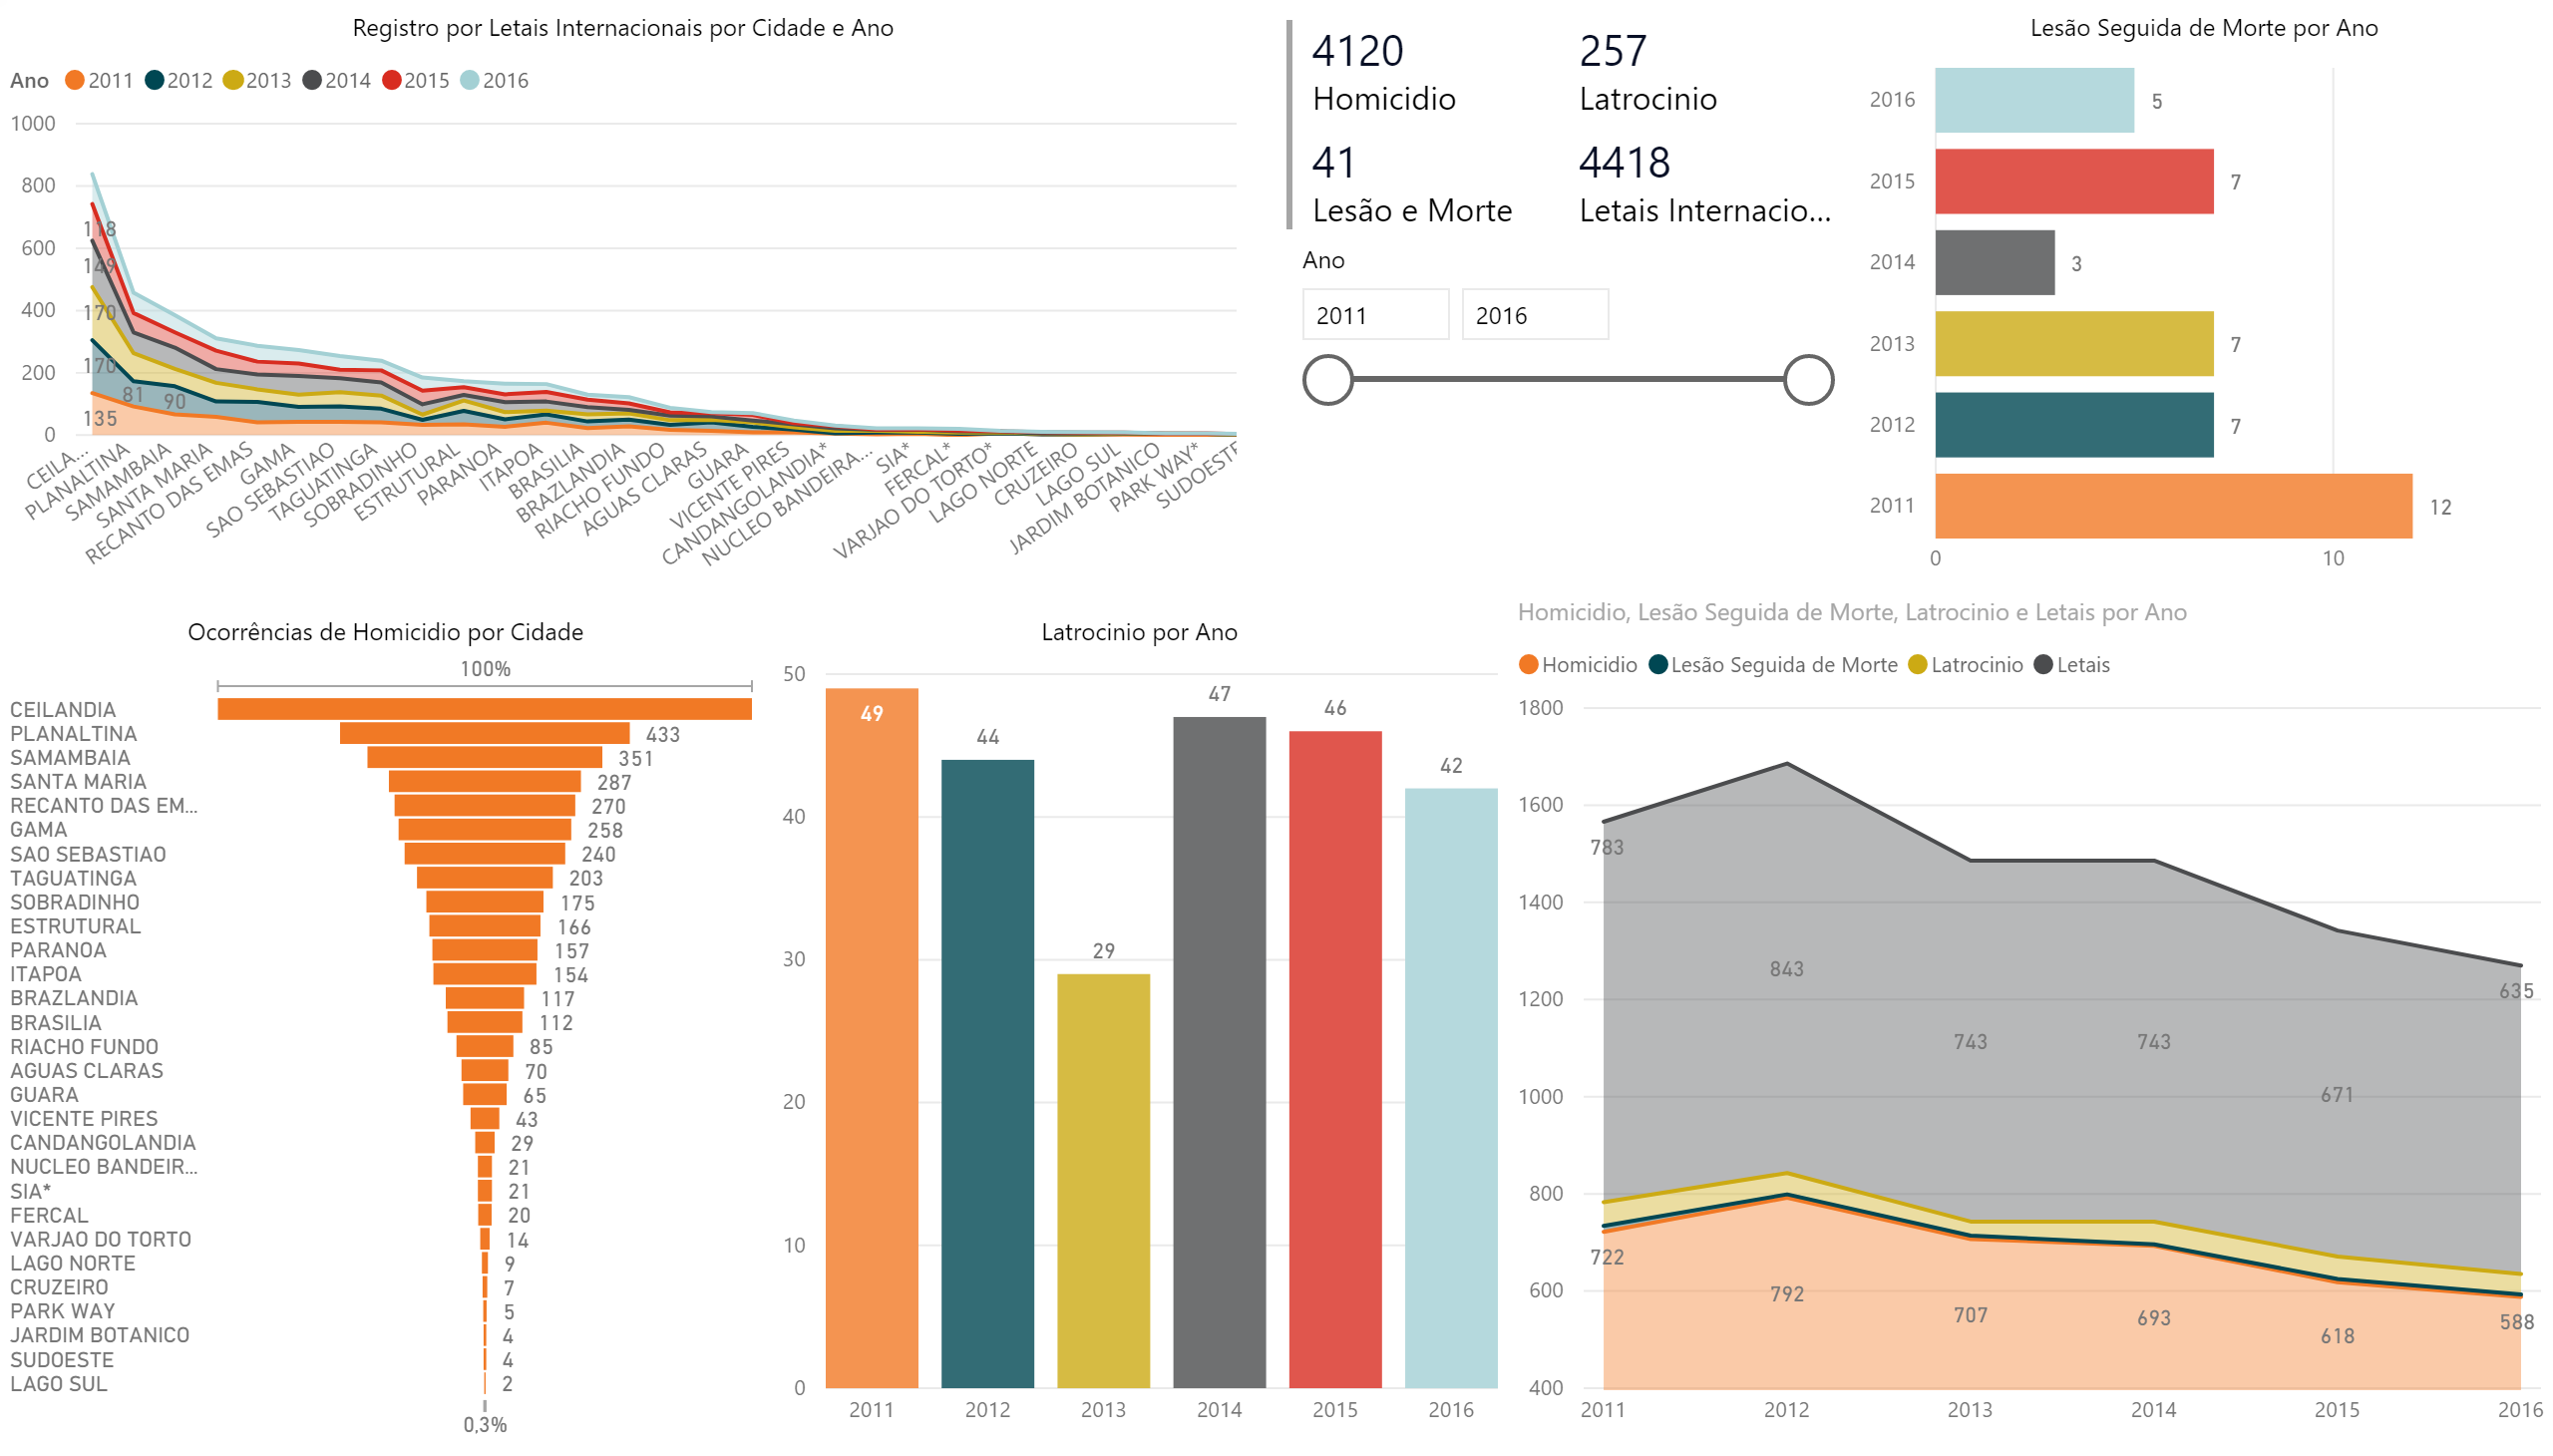 Registro por Letais Internacionais por Cidade e Ano
Ano 2011 2012 2013 2014 2015 2016
1000
800
600
400
200
0
118
149
170
170
135
81
90
CEILA...
PLANALTINA
SAMAMBAIA
SANTA MARIA
RECANTO DAS EMAS
GAMA
SAO SEBASTIAO
TAGUATINGA
SOBRADINHO
ESTRUTURAL
PARANOA
ITAPOA
BRASILIA
BRAZLANDIA
RIACHO FUNDO
AGUAS CLARAS
GUARA
VICENTE PIRES
CANDANGOLANDIA*
NUCLEO BANDEIRA...
SIA*
FERCAL*
VARJAO DO TORTO*
LAGO NORTE
CRUZEIRO
LAGO SUL
JARDIM BOTANICO
PARK WAY*
SUDOESTE
4120
Homicidio
257
Latrocinio
41
Lesão e Morte
4418
Letais Internacio...
Ano
2011
2016
Lesão Seguida de Morte por Ano
2016 5
2015 7
2014 3
2013 7
2012 7
2011 12
0 10
Ocorrências de Homicidio por Cidade
100%
CEILANDIA
PLANALTINA 433
SAMAMBAIA 351
SANTA MARIA 287
RECANTO DAS EM... 270
GAMA 258
SAO SEBASTIAO 240
TAGUATINGA 203
SOBRADINHO 175
ESTRUTURAL 166
PARANOA 157
ITAPOA 154
BRAZLANDIA 117
BRASILIA 112
RIACHO FUNDO 85
AGUAS CLARAS 70
GUARA 65
VICENTE PIRES 43
CANDANGOLANDIA 29
NUCLEO BANDEIR... 21
SIA* 21
FERCAL 20
VARJAO DO TORTO 14
LAGO NORTE 9
CRUZEIRO 7
PARK WAY 5
JARDIM BOTANICO 4
SUDOESTE 4
LAGO SUL 2
0,3%
Latrocinio por Ano
50
40
30
20
10
0
49
44
29
47
46
42
2011 2012 2013 2014 2015 2016
Homicidio, Lesão Seguida de Morte, Latrocinio e Letais por Ano
Homicidio Lesão Seguida de Morte Latrocinio Letais
1800
1600
1400
1200
1000
800
600
400
783
843
743
743
671
635
722
792
707
693
618
588
2011 2012 2013 2014 2015 2016